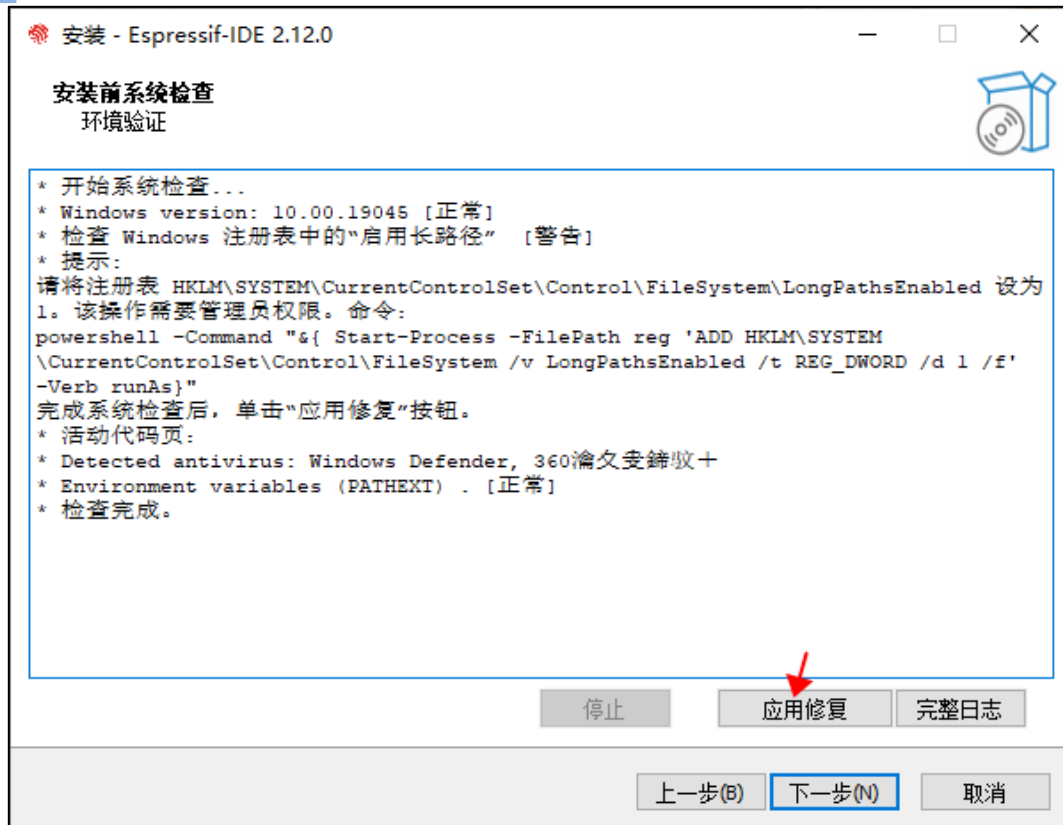 安装 - Espressif-IDE 2.12.0
安装前系统检查
环境验证
* 开始系统检查...
* Windows version: 10.00.19045 [正常]
* 检查 Windows 注册表中的“启用长路径” [警告]
* 提示:
请将注册表 HKLM\SYSTEM\CurrentControlSet\Control\FileSystem\LongPathsEnabled 设为
1。该操作需要管理员权限。命令:
powershell -Command "&{ Start-Process -FilePath reg 'ADD HKLM\SYSTEM
\CurrentControlSet\Control\FileSystem /v LongPathsEnabled /t REG_DWORD /d 1 /f'
-Verb runAs}"
完成系统检查后，单击“应用修复”按钮。
* 活动代码页:
* Detected antivirus: Windows Defender, 360
* Environment variables (PATHEXT) . [正常]
* 检查完成。
停止 应用修复 完整日志
上一步(B) 下一步(N) 取消